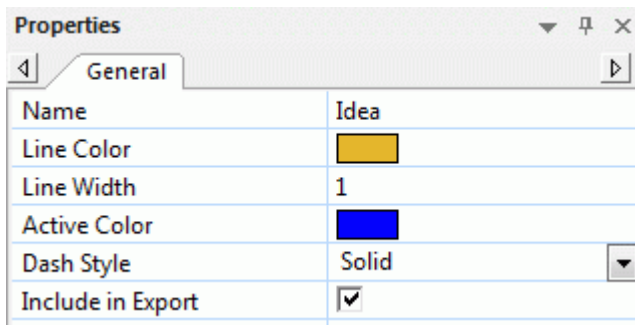 Properties
General
Name Idea
Line Color
Line Width 1
Active Color
Dash Style Solid
Include in Export